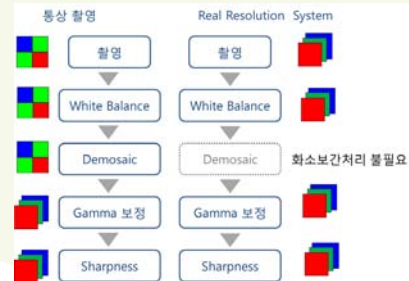 통상 촬영 Real Resolution System
촬영 촬영
White Balance White Balance
Demosaic Demosaic 화소보간처리 불필요
Gamma 보정 Gamma 보정
Sharpness Sharpness